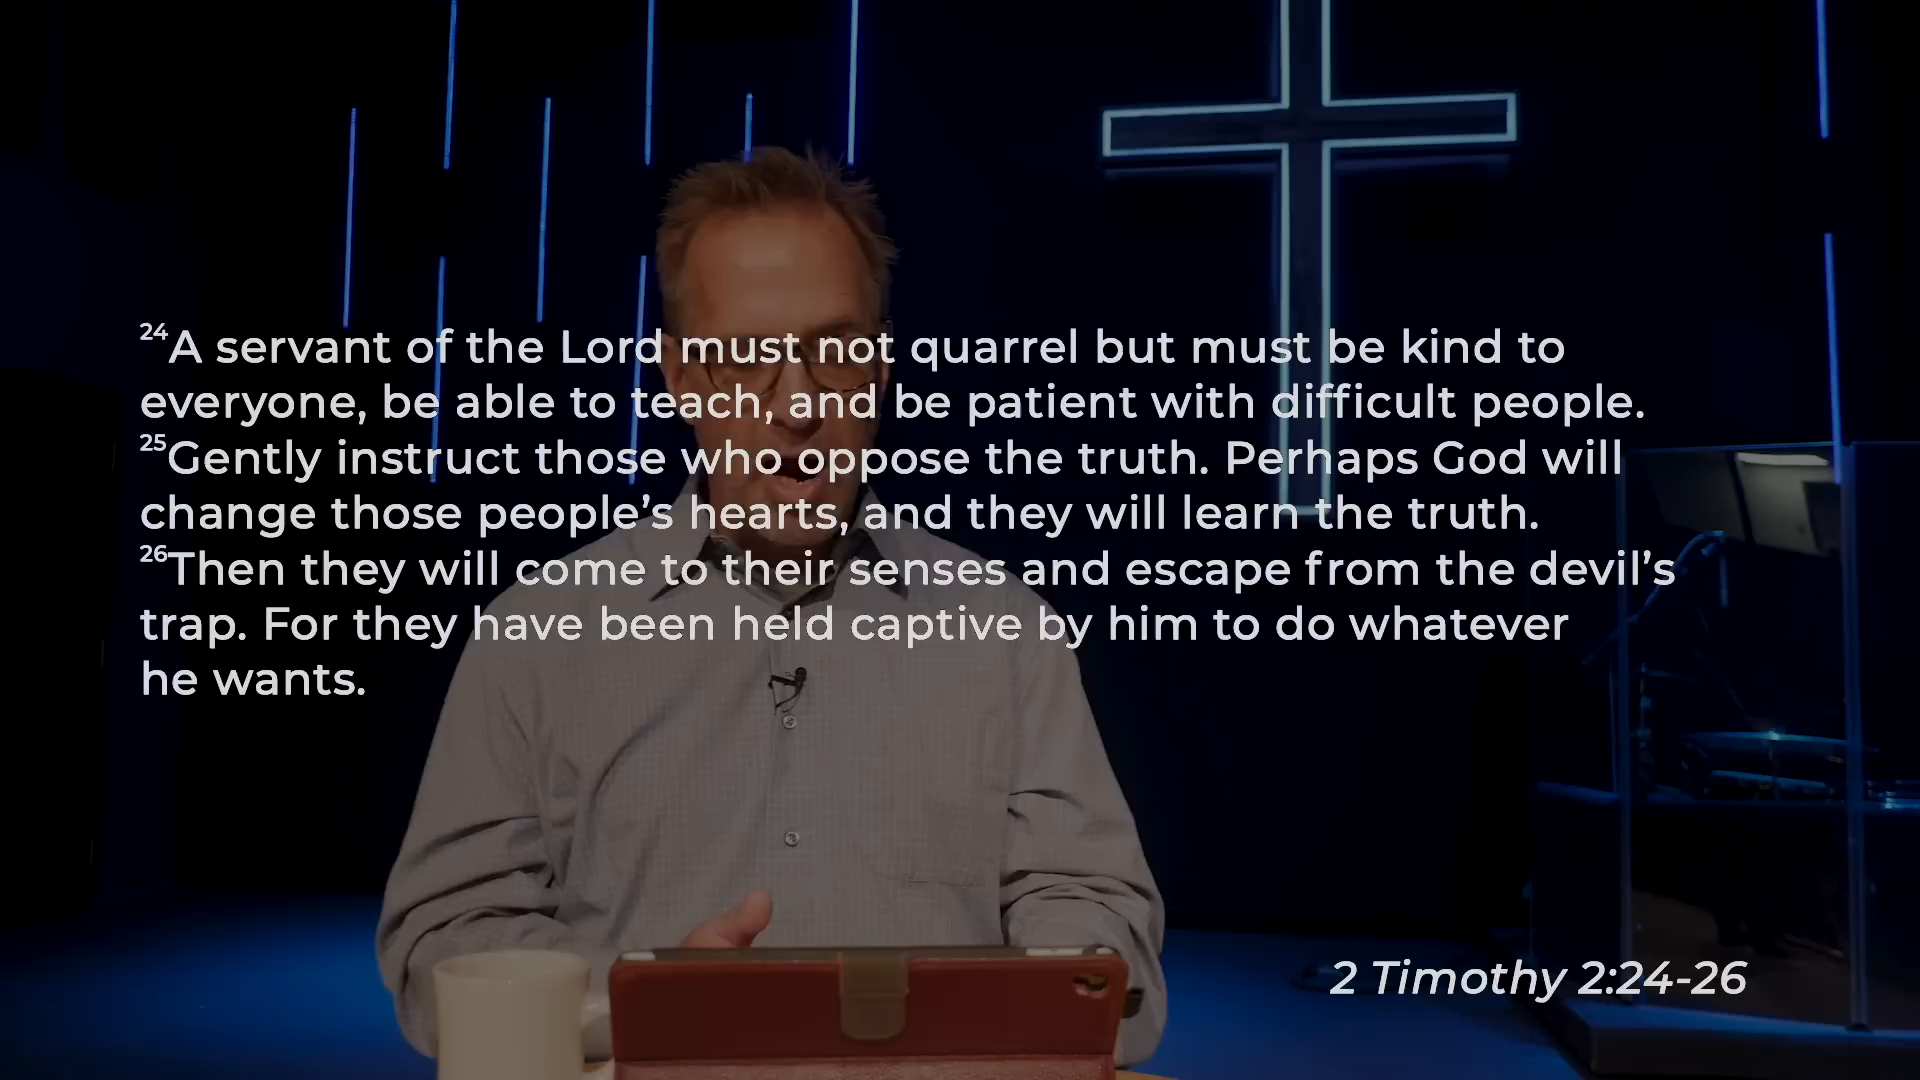 24A servant of the Lord must not quarrel but must be kind to
everyone, be able to teach, and be patient with difficult people.
25Gently instruct those who oppose the truth. Perhaps God will
change those people’s hearts, and they will learn the truth.
26Then they will come to their senses and escape from the devil’s
trap. For they have been held captive by him to do whatever
he wants.
2 Timothy 2:24-26